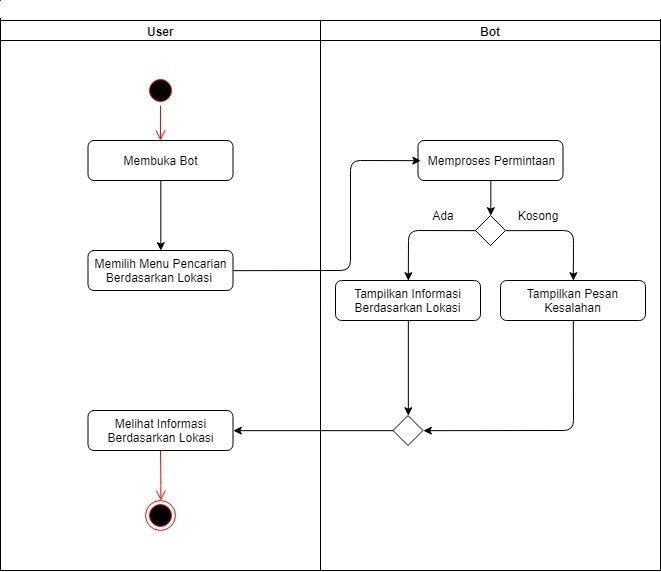 User
Bot
Membuka Bot
Memproses Permintaan
Ada
Kosong
Memilih Menu Pencarian
Berdasarkan Lokasi
Tampilkan Informasi
Berdasarkan Lokasi
Tampilkan Pesan
Kesalahan
Melihat Informasi
Berdasarkan Lokasi